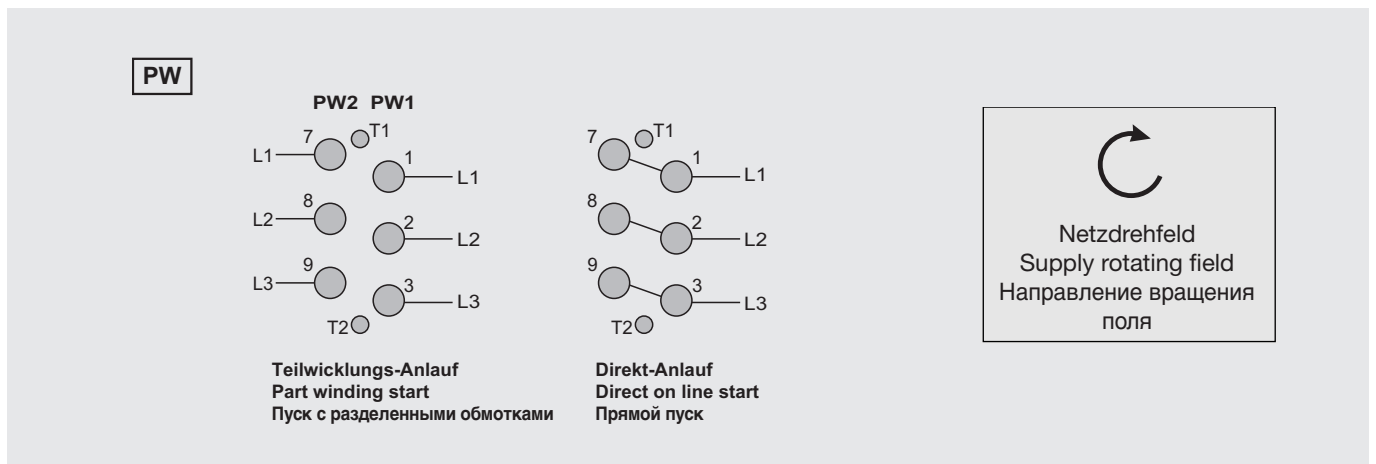 PW
PW2 PW1
7 T1
L1 1
L1
8
L2 2
L2
9
L3 3
L3
T2
Teilwicklungs-Anlauf
Part winding start
Пуск с разделенными обмотками
7 T1
1
L1
8
2
L2
9
3
L3
T2
Direkt-Anlauf
Direct on line start
Прямой пуск
Netzdrehfeld
Supply rotating field
Направление вращения
поля